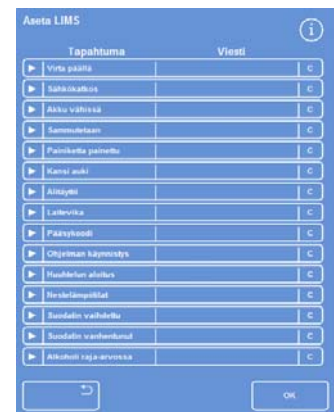 Aseta LIMS
i
Tapahtuma Viesti
Virta päällä C
Sähkökatkos C
Akku vähissä C
Sammutetaan C
Painiketta painettu C
Kansi auki C
Alitäyttö C
Laitevika C
Pääsykoodi C
Ohjelman käynnistys C
Huuhtelun aloitus C
Nestelämpötilat C
Suodatin vaihdettu C
Suodatin vanhentunut C
Alkoholi raja-arvossa C
OK